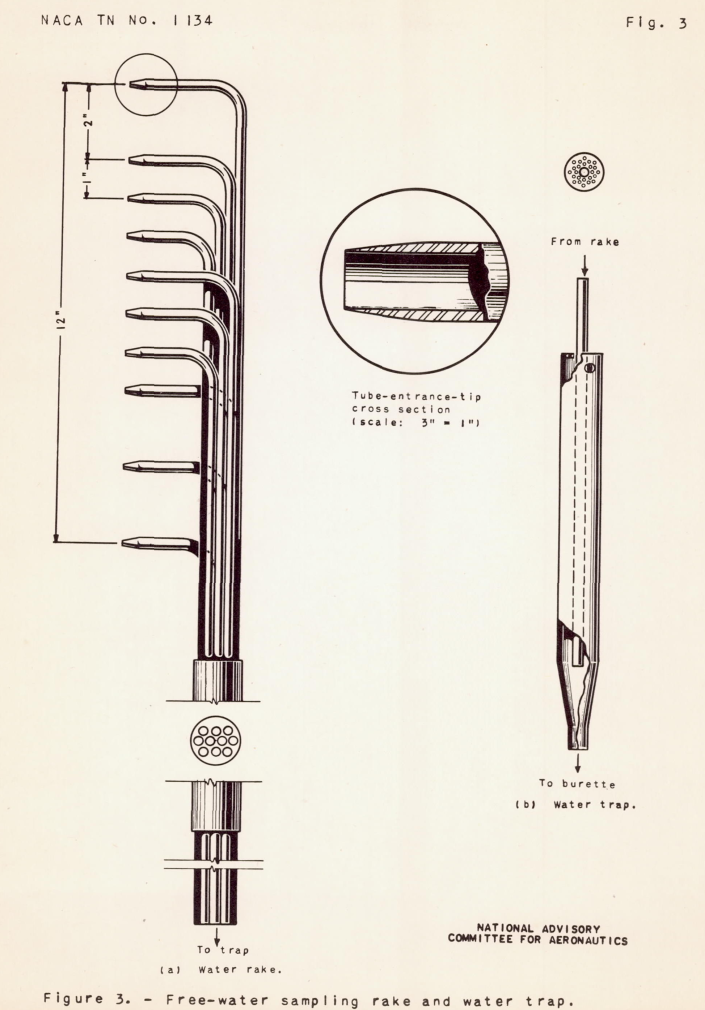 NACA TN No. 1134
Fig. 3
2"
1"
12"
From rake
Tube-entrance-tip
cross section
(scale: 3" = 1")
To burette
(b) Water trap.
NATIONAL ADVISORY
COMMITTEE FOR AERONAUTICS
To trap
(a) Water rake.
Figure 3. - Free-water sampling rake and water trap.